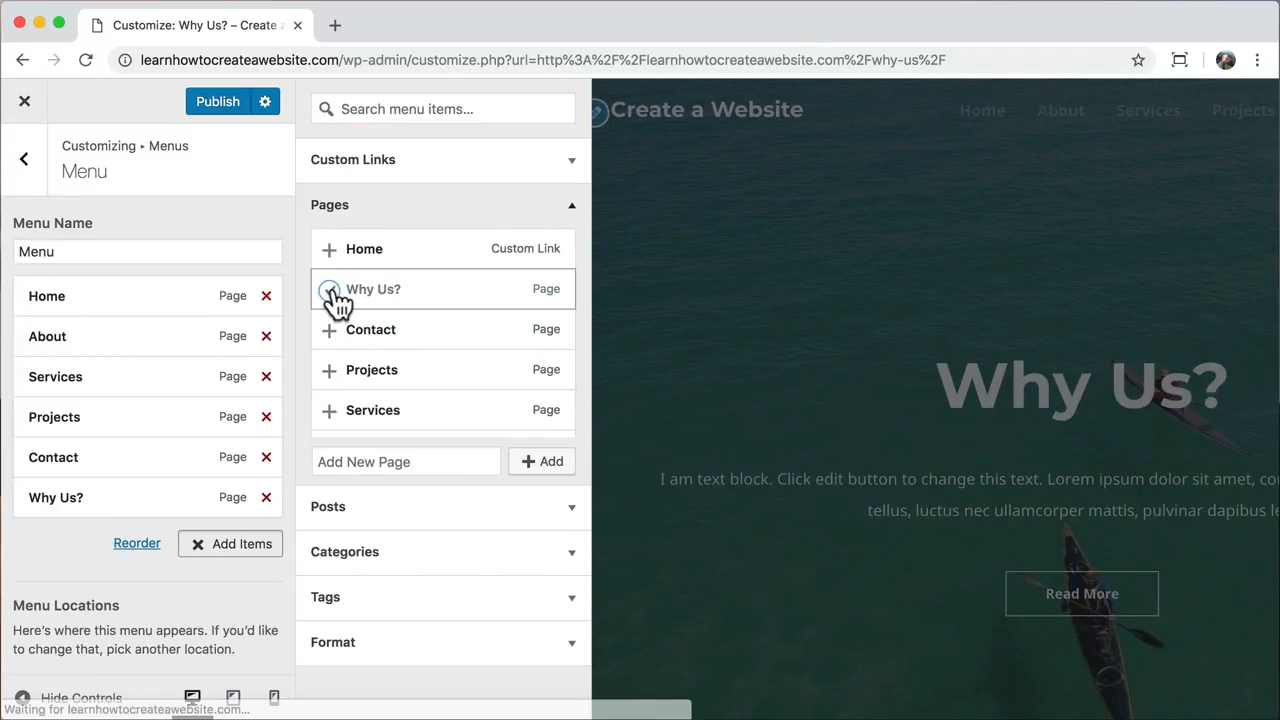 Customize: Why Us? – Create a
learnhowtocreateawebsite.com/wp-admin/customize.php?url=http%3A%2F%2Flearnhowtocreateawebsite.com%2Fwhy-us%2F
Publish
Customizing ▸ Menus
Menu
Menu Name
Menu
Home Page
About Page
Services Page
Projects Page
Contact Page
Why Us? Page
Reorder
Add Items
Menu Locations
Here's where this menu appears. If you'd like
to change that, pick another location.
Hide Controls
Waiting for learnhowtocreateawebsite.com...
Search menu items...
Custom Links
Pages
Home Custom Link
Why Us? Page
Contact Page
Projects Page
Services Page
Add New Page
Add
Posts
Categories
Tags
Format
Create a Website
Home About Services Projects
Why Us?
I am text block. Click edit button to change this text. Lorem ipsum dolor sit amet, co
tellus, luctus nec ullamcorper mattis, pulvinar dapibus le
Read More